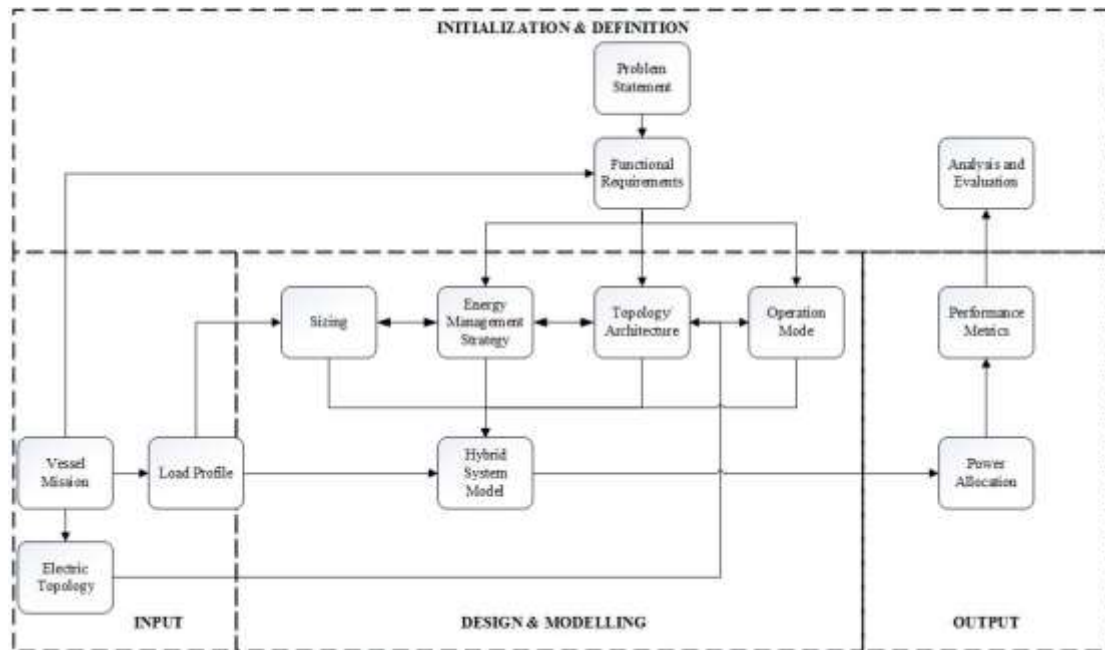 INITIALIZATION & DEFINITION
Problem
Statement
Functional
Requirements
Analysis and
Evaluation
Sizing
Energy
Management
Strategy
Topology
Architecture
Operation
Mode
Performance
Metrics
Vessel
Mission
Load Profile
Hybrid
System
Model
Power
Allocation
Electric
Topology
INPUT
DESIGN & MODELLING
OUTPUT